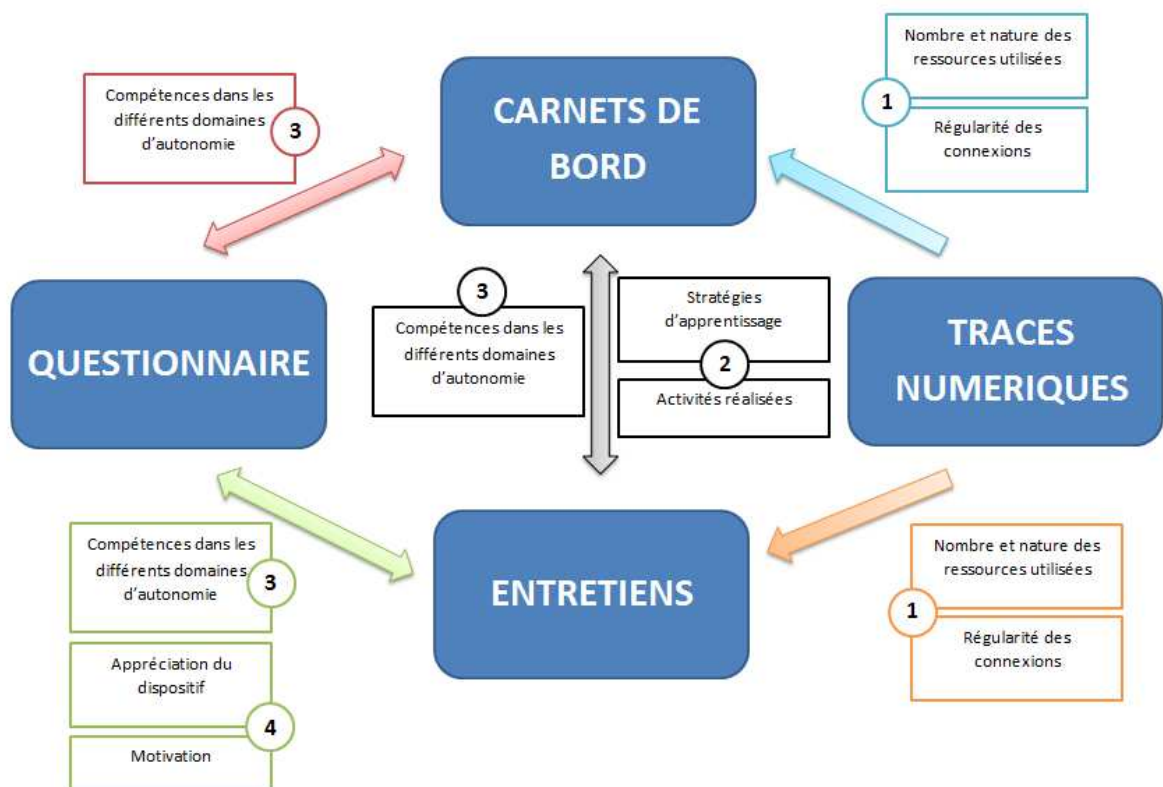 Compétences dans les
différents domaines
d'autonomie
3
CARNETS DE
BORD
Nombre et nature des
ressources utilisées
1
Régularité des
connexions
QUESTIONNAIRE
3
Compétences dans les
différents domaines
d'autonomie
Stratégies
d'apprentissage
2
Activités réalisées
TRACES
NUMERIQUES
Compétences dans les
différents domaines
d'autonomie
3
Appréciation du
dispositif
4
Motivation
ENTRETIENS
Nombre et nature des
ressources utilisées
1
Régularité des
connexions